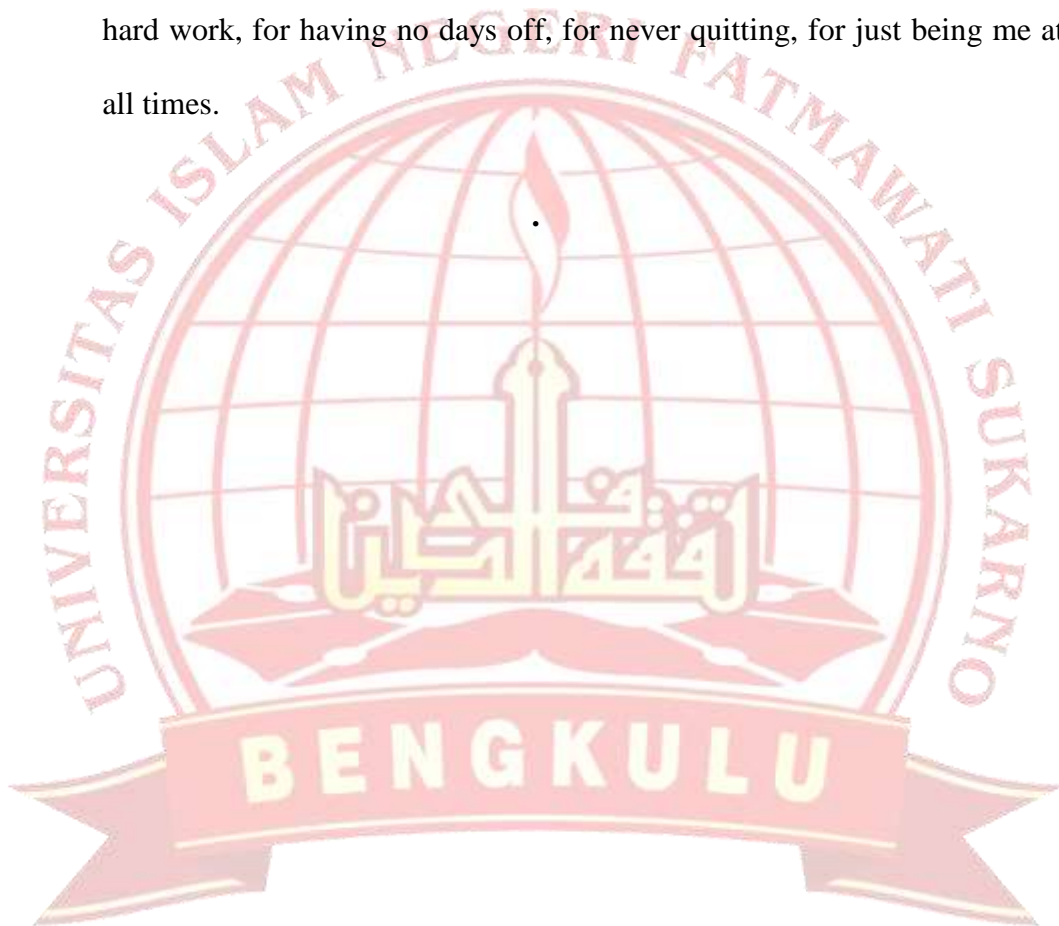 hard work, for having no days off, for never quitting, for just being me at
all times.
.
UNIVERSITAS ISLAM NEGERI FATMAWATI SUKARNO
BENGKULU